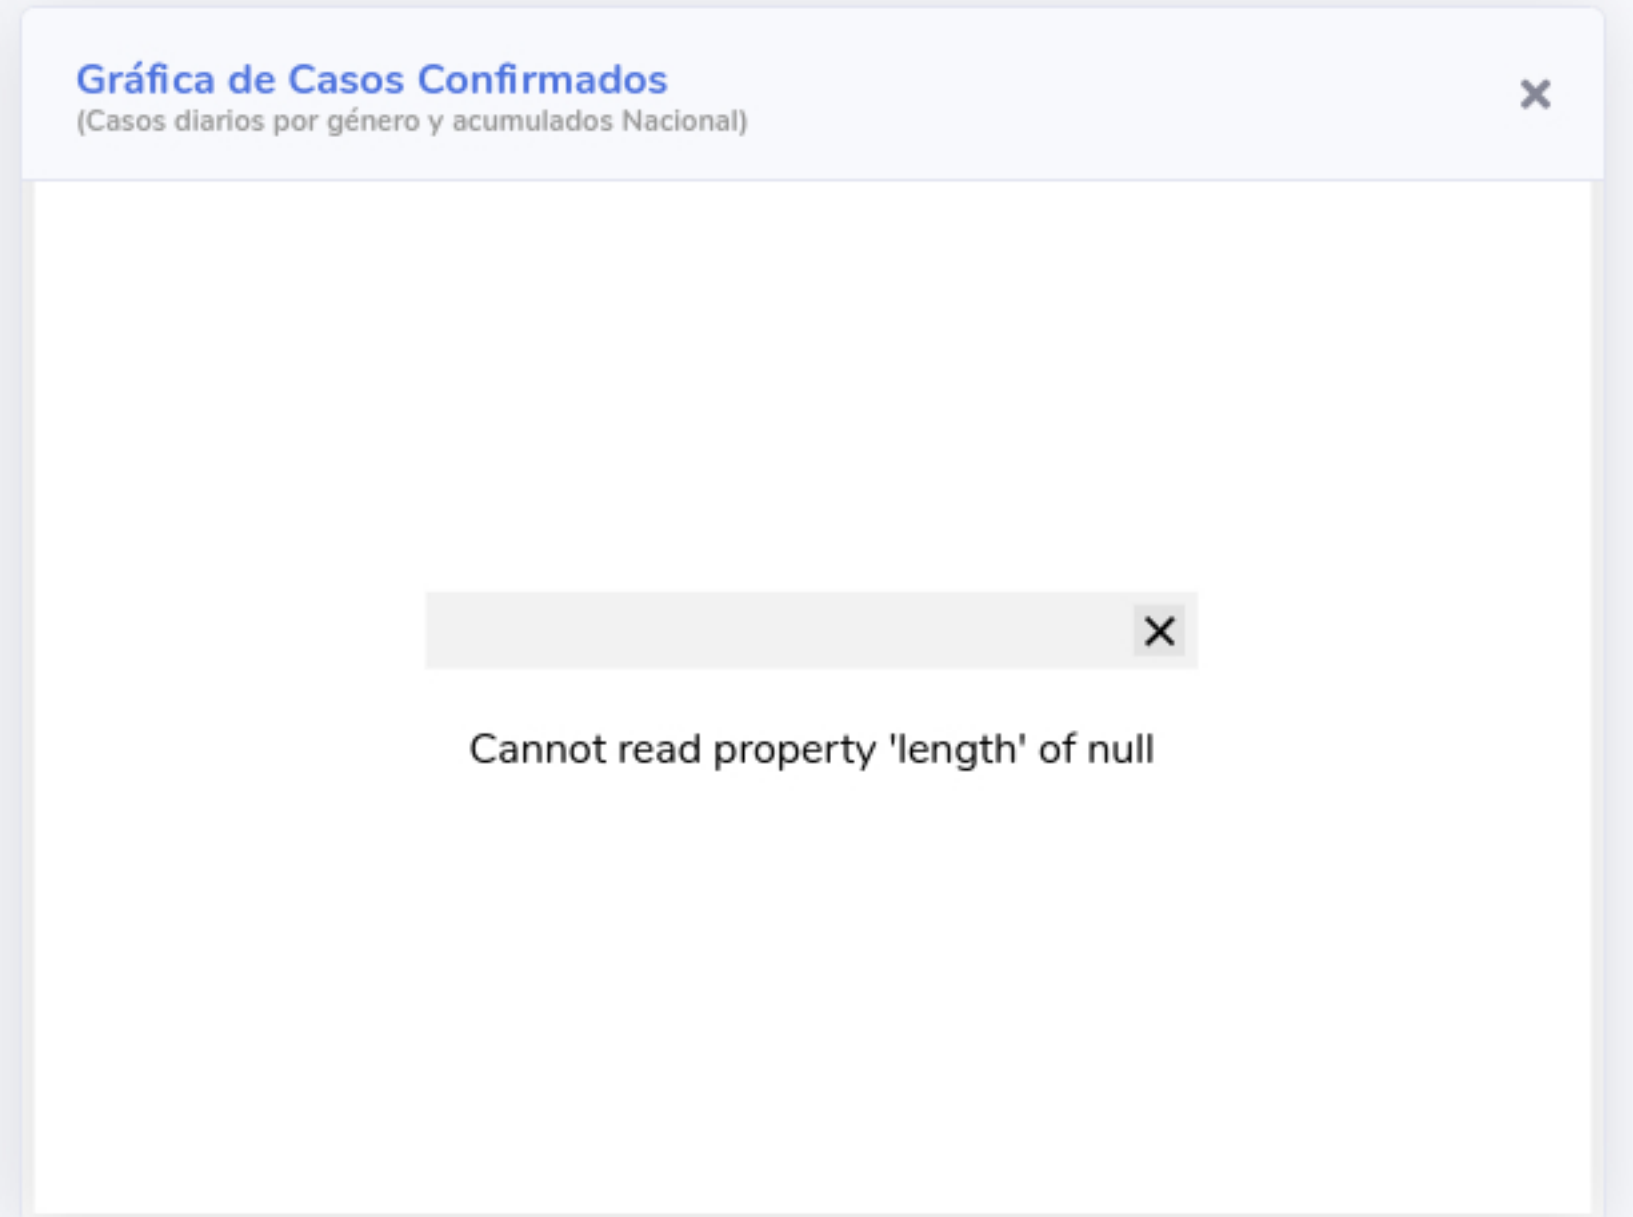 Gráfica de Casos Confirmados
(Casos diarios por género y acumulados Nacional)
Cannot read property 'length' of null